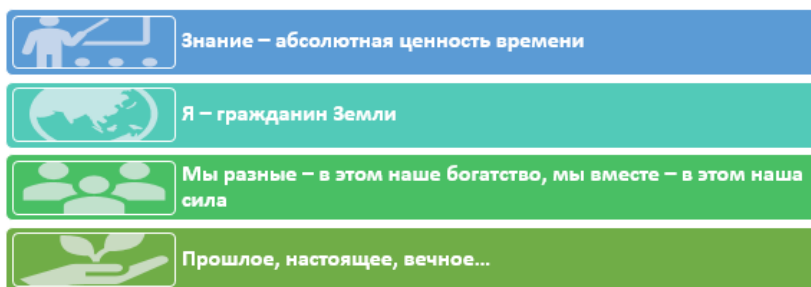 Знание – абсолютная ценность времени
Я – гражданин Земли
Мы разные – в этом наше богатство, мы вместе – в этом наша
сила
Прошлое, настоящее, вечное...